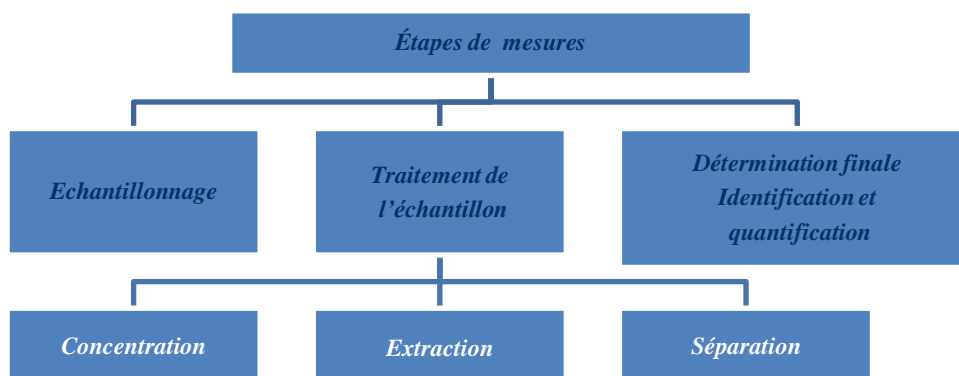 Étapes de mesures
Echantillonnage
Traitement de
l'échantillon
Détermination finale
Identification et
quantification
Concentration
Extraction
Séparation